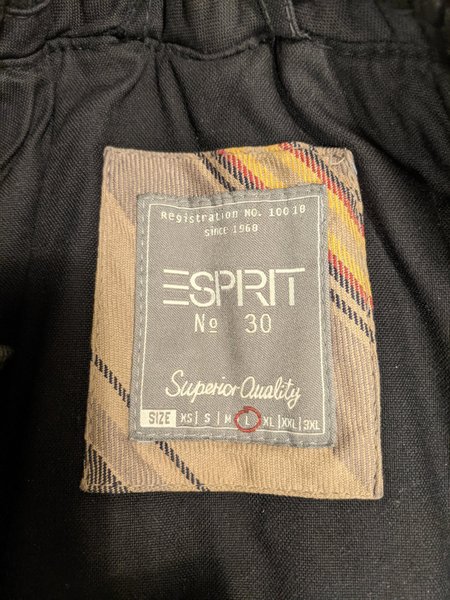 Registration NO. 10010
since 1968
ESPRIT
No 30
Superior Quality
SIZE XS | S | M | L | XL | XXL | 3XL